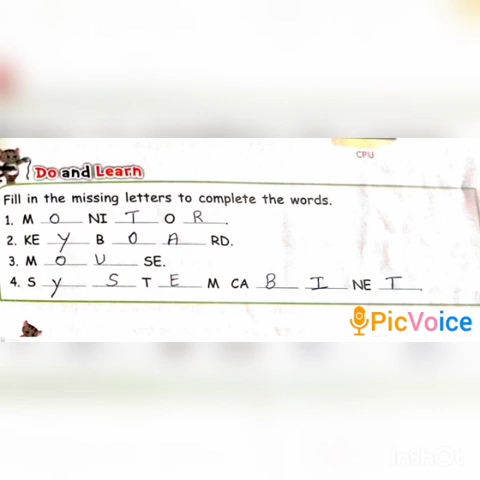 CPU
Do and Learn
Fill in the missing letters to complete the words.
1. M O NI T O R.
2. KE Y B O A RD.
3. M O U SE.
4. S y S T E M CA B I NE T.
PicVoice
InShOt